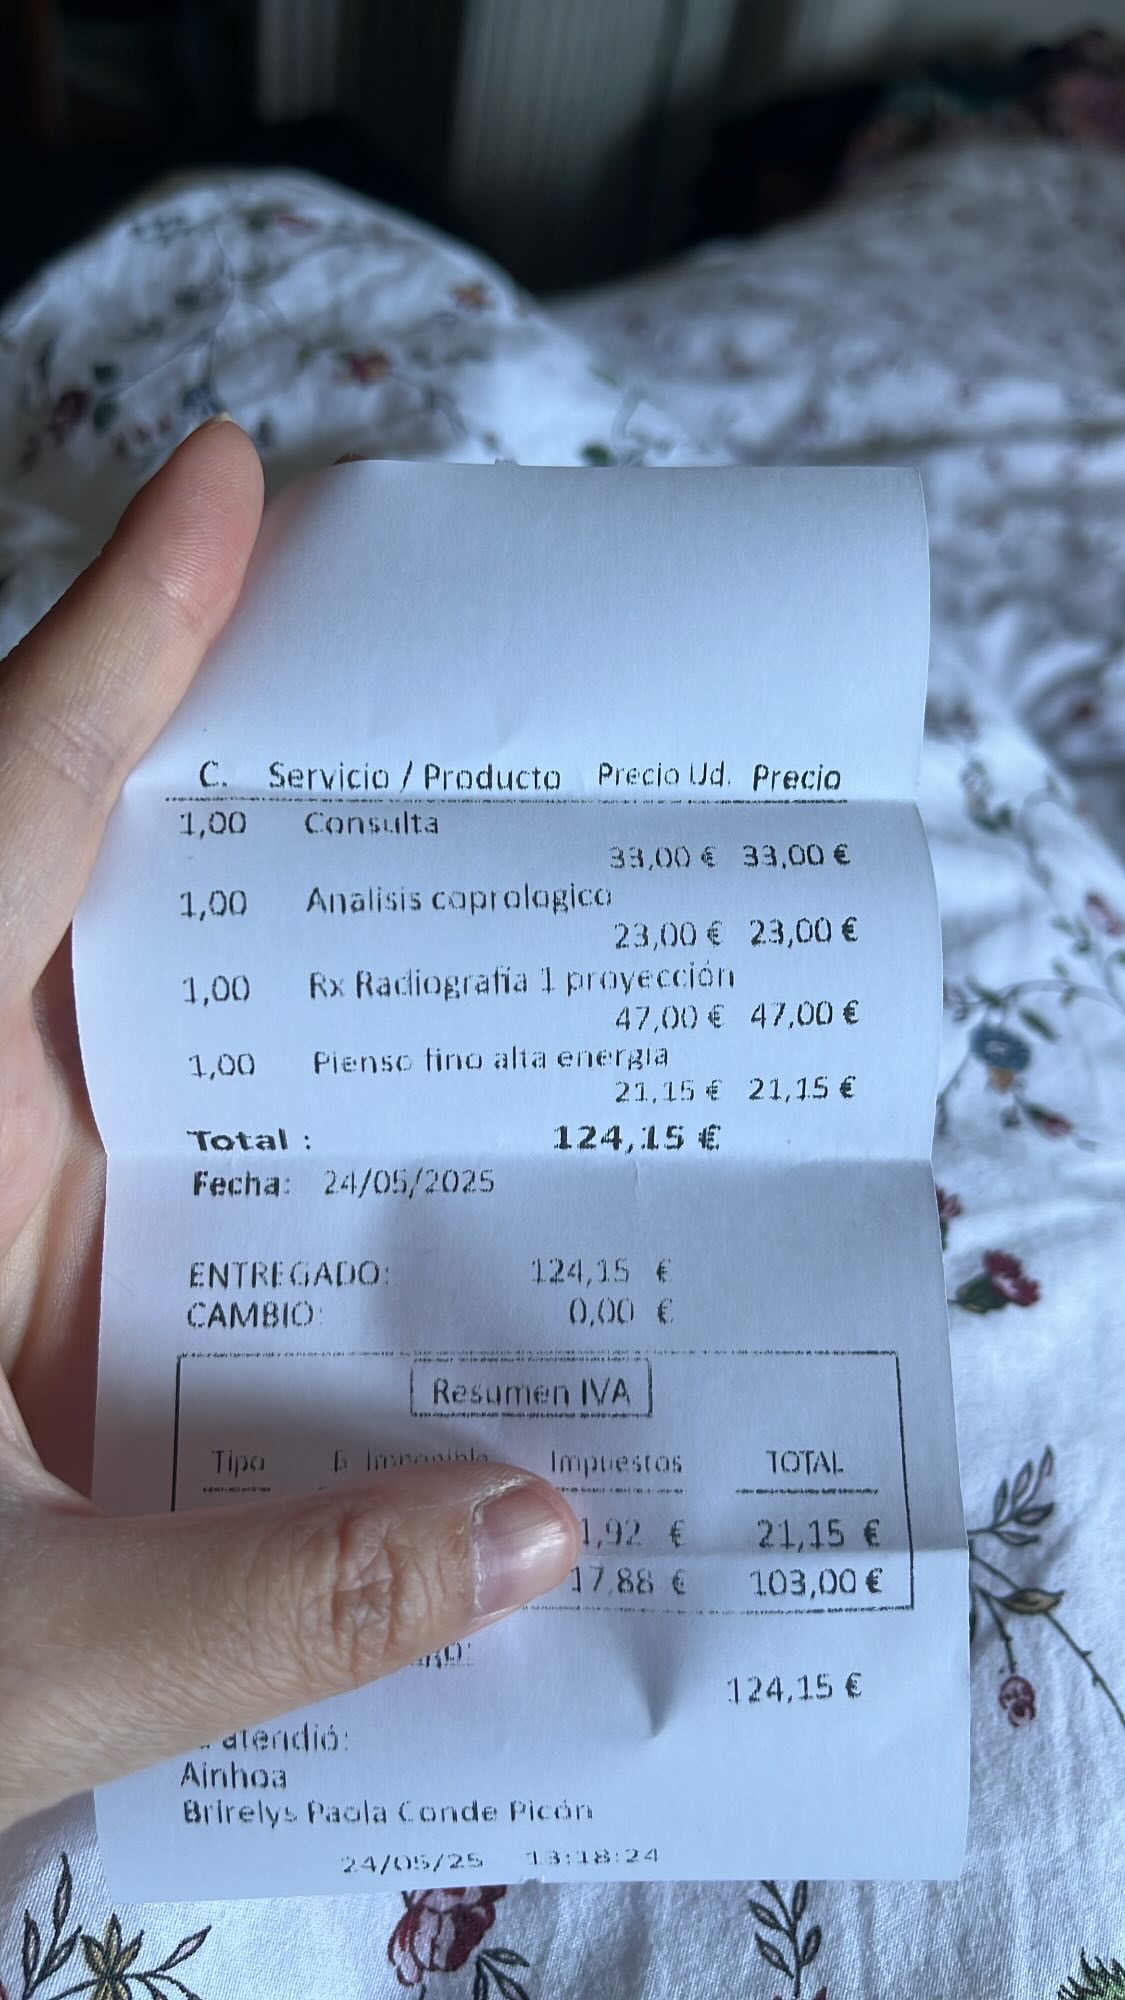 C. Servicio / Producto Precio Ud. Precio
1,00 Consulta
33,00 € 33,00 €
1,00 Analisis coprologico
23,00 € 23,00 €
1,00 Rx Radiografía 1 proyección
47,00 € 47,00 €
1,00 Pienso fino alta energía
21,15 € 21,15 €
Total : 124,15 €
Fecha: 24/05/2025
ENTREGADO: 124,15 €
CAMBIO: 0,00 €
Resumen IVA
Tipo Imponible Impuestos TOTAL
1,92 € 21,15 €
17,88 € 103,00 €
124,15 €
atendió:
Ainhoa
Brirelys Paola Conde Picón
24/05/25 13:18:24